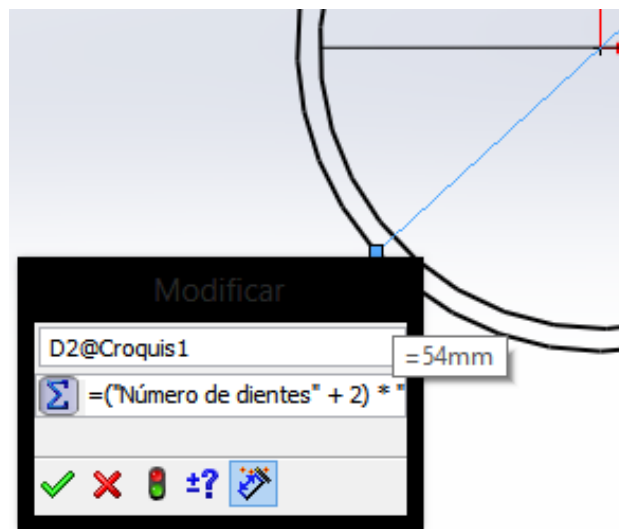 Modificar
D2@Croquis1
=54mm
Σ =("Número de dientes" + 2) * "
±?